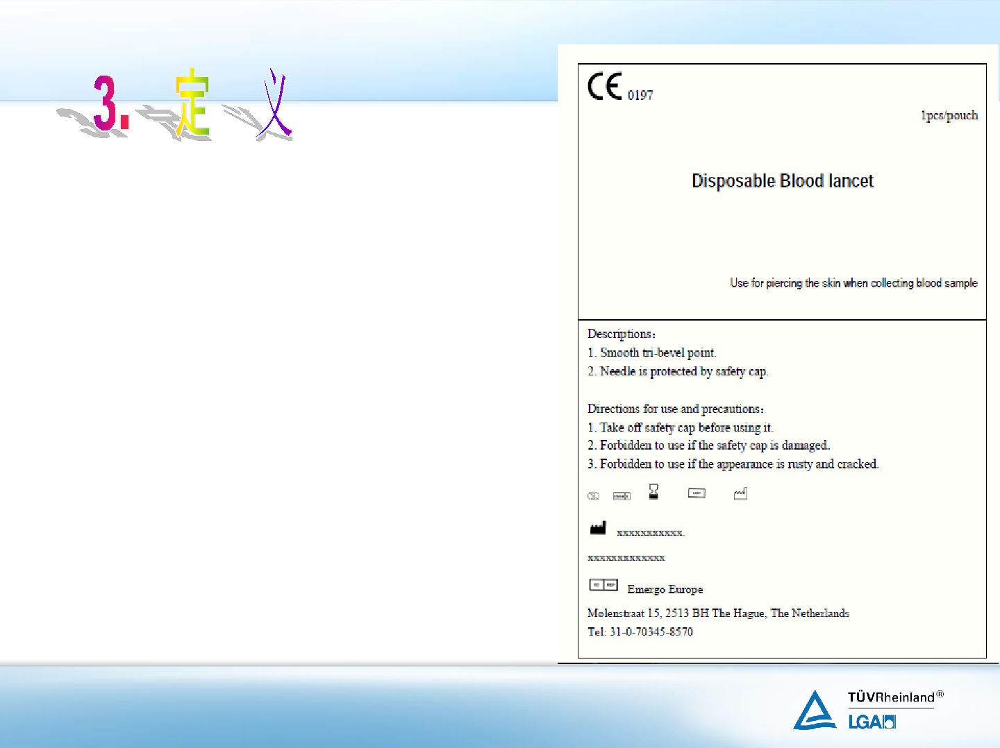 3. 定 义
CE 0197
1pcs/pouch
Disposable Blood lancet
Use for piercing the skin when collecting blood sample
Descriptions：
1. Smooth tri-bevel point.
2. Needle is protected by safety cap.
Directions for use and precautions：
1. Take off safety cap before using it.
2. Forbidden to use if the safety cap is damaged.
3. Forbidden to use if the appearance is rusty and cracked.
xxxxxxxxxxx.
xxxxxxxxxxxxx
EC REP Emergo Europe
Molenstraat 15, 2513 BH The Hague, The Netherlands
Tel: 31-0-70345-8570
TÜVRheinland®
LGA